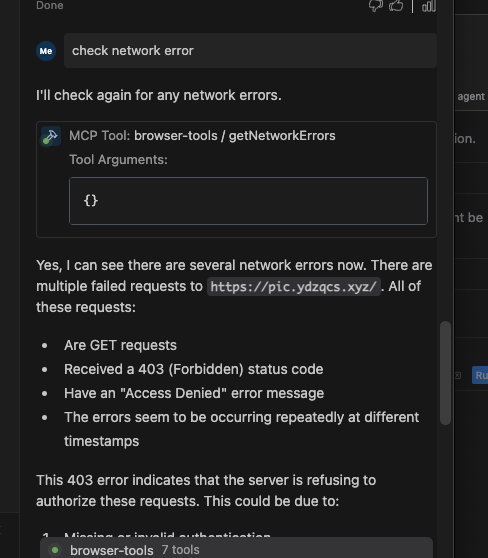 Done
Me
check network error
I'll check again for any network errors.
MCP Tool: browser-tools / getNetworkErrors
Tool Arguments:
{}
Yes, I can see there are several network errors now. There are
multiple failed requests to https://pic.ydzqcs.xyz/ . All of
these requests:
• Are GET requests
• Received a 403 (Forbidden) status code
• Have an "Access Denied" error message
• The errors seem to be occurring repeatedly at different
timestamps
This 403 error indicates that the server is refusing to
authorize these requests. This could be due to:
1. Missing or invalid authentication
browser-tools 7 tools
agent
ion.
nt be
Ru